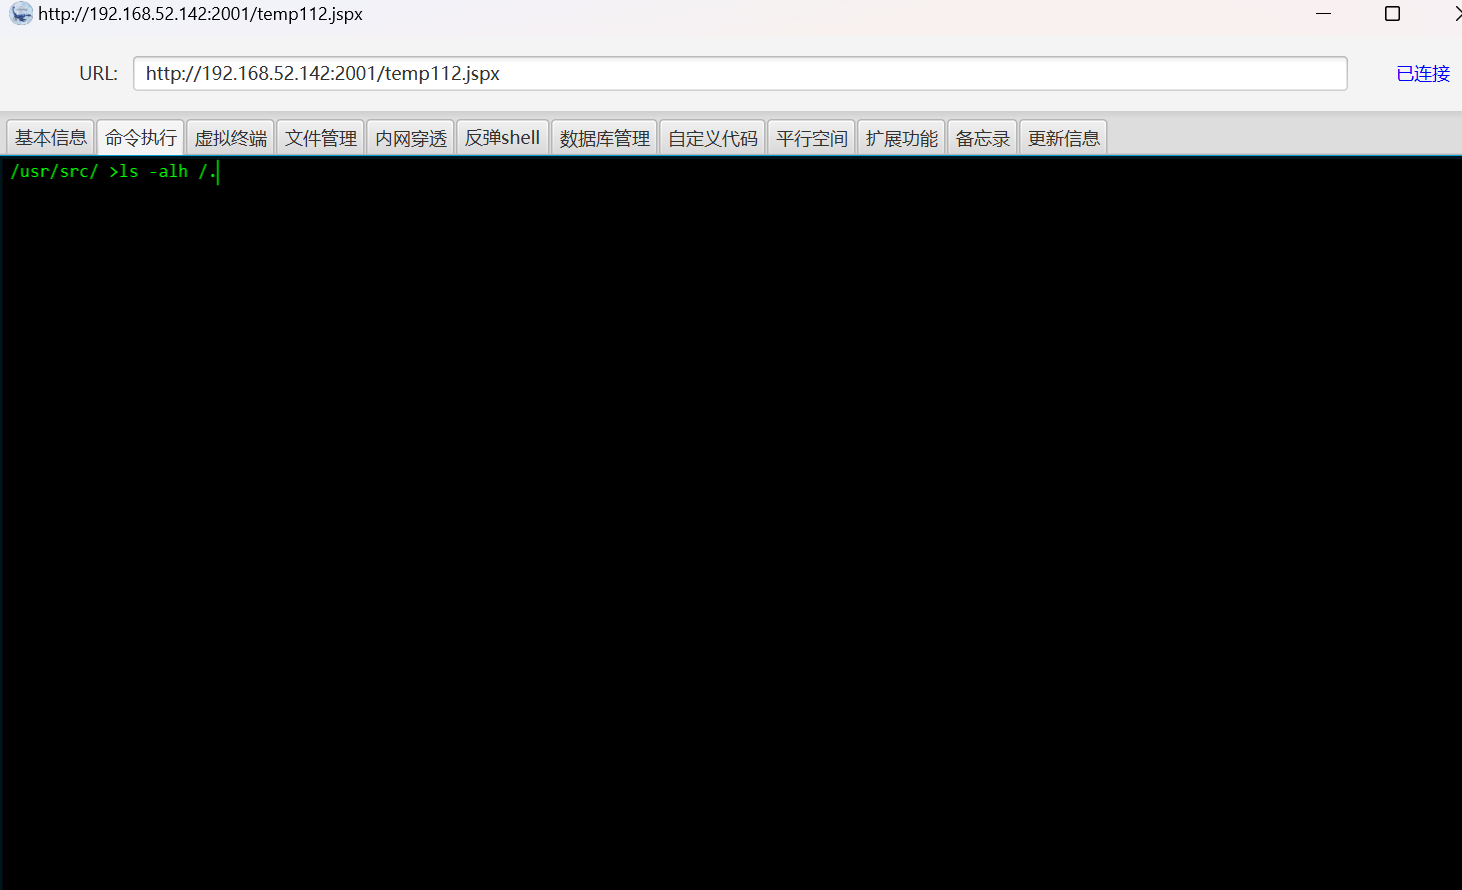 http://192.168.52.142:2001/temp112.jspx
URL: http://192.168.52.142:2001/temp112.jspx 已连接
基本信息 命令执行 虚拟终端 文件管理 内网穿透 反弹shell 数据库管理 自定义代码 平行空间 扩展功能 备忘录 更新信息
/usr/src/ >ls -alh /.